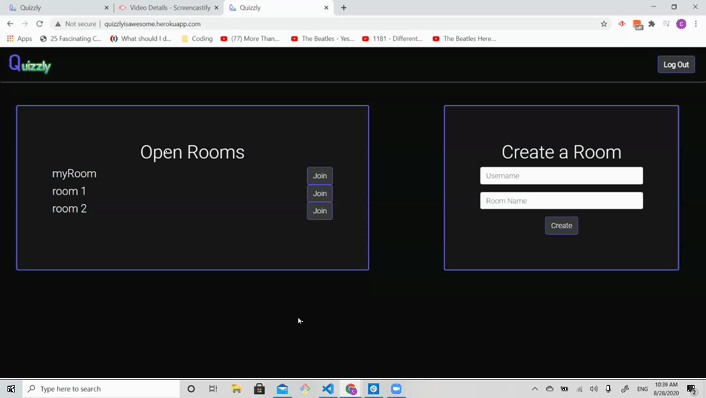 Quizzly
Video Details - Screencastify
Quizzly
Not secure | quizzlyisawesome.herokuapp.com
Apps
25 Fascinating C...
What should I d...
Coding
(77) More Than...
The Beatles - Yes...
1181 - Different...
The Beatles Here...
Quizzly
Log Out
Open Rooms
myRoom Join
room 1 Join
room 2 Join
Create a Room
Username
Room Name
Create
Type here to search
ENG
10:39 AM
8/28/2020